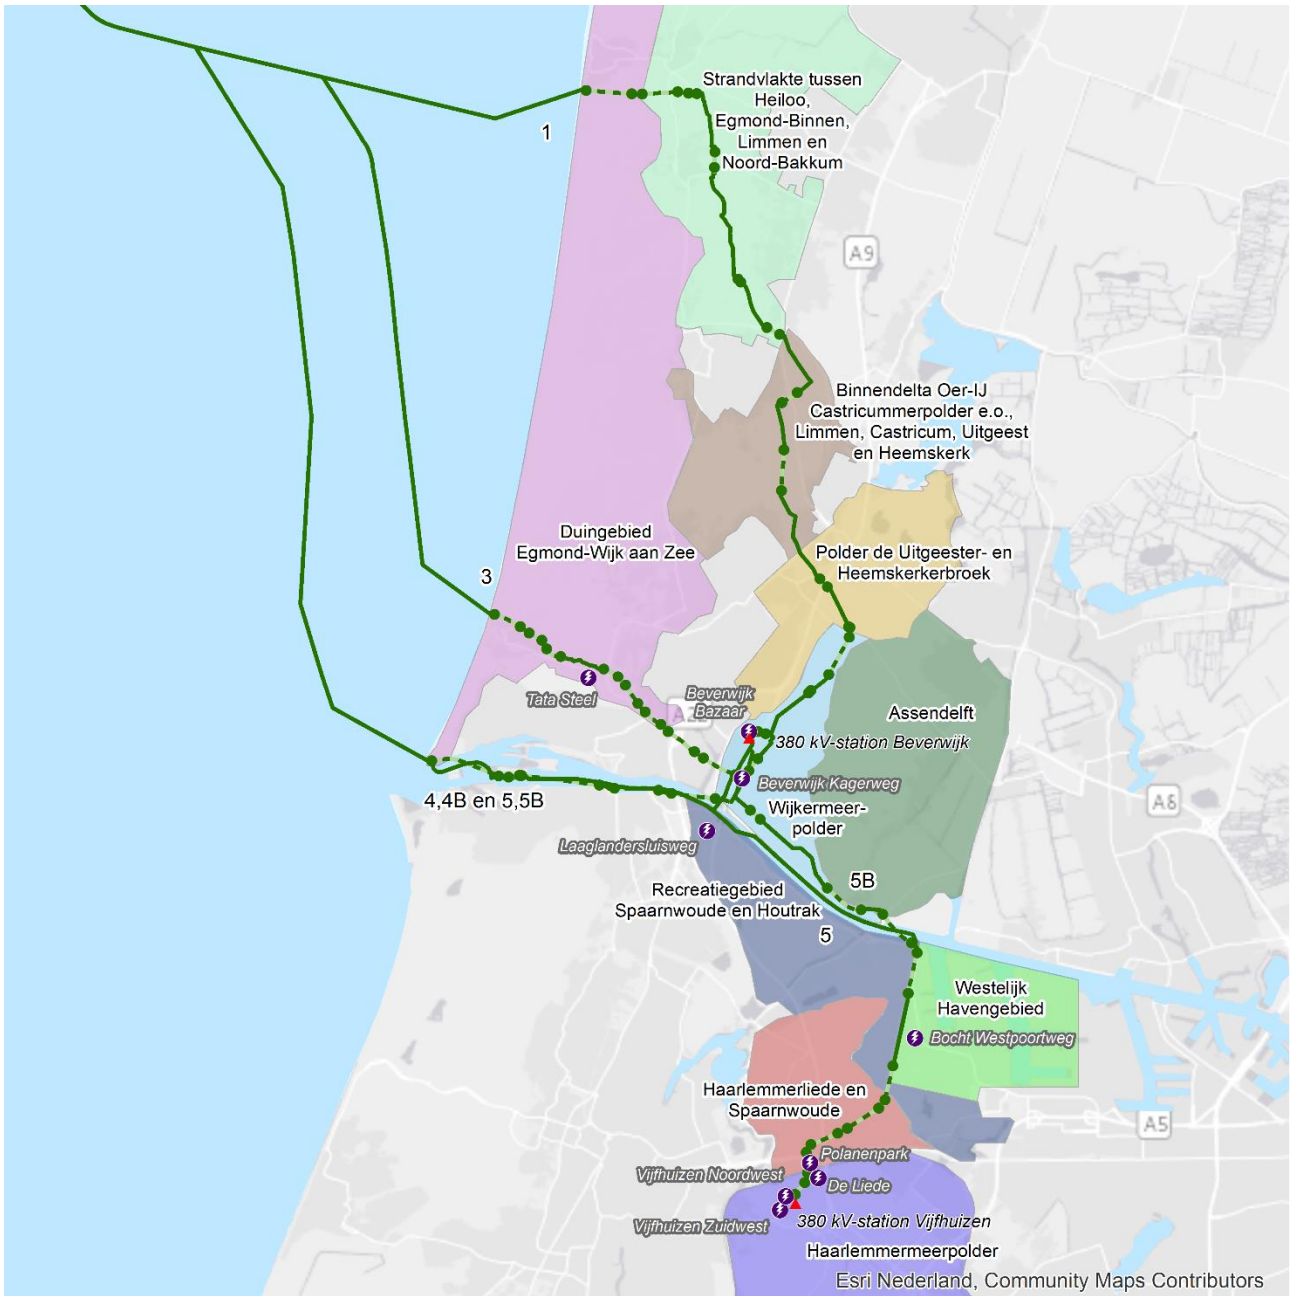 Strandvlakte tussen
Heiloo,
Egmond-Binnen,
Limmen en
Noord-Bakkum
1
A9
Binnendelta Oer-IJ
Castricummerpolder e.o.,
Limmen, Castricum, Uitgeest
en Heemskerk
Duingebied
Egmond-Wijk aan Zee
Polder de Uitgeester- en
Heemskerkerbroek
3
Tata Steel
Beverwijk
Bazaar
A22
Assendelft
380 kV-station Beverwijk
Beverwijk Kagerweg
4,4B en 5,5B
Wijkermeer-
polder
A8
Laaglandersluisweg
5B
Recreatiegebied
Spaarnwoude en Houtrak
5
Westelijk
Havengebied
Bocht Westpoortweg
Haarlemmerliede en
Spaarnwoude
A5
Polanenpark
Vijfhuizen Noordwest
De Liede
Vijfhuizen Zuidwest
380 kV-station Vijfhuizen
Haarlemmermeerpolder
Esri Nederland, Community Maps Contributors